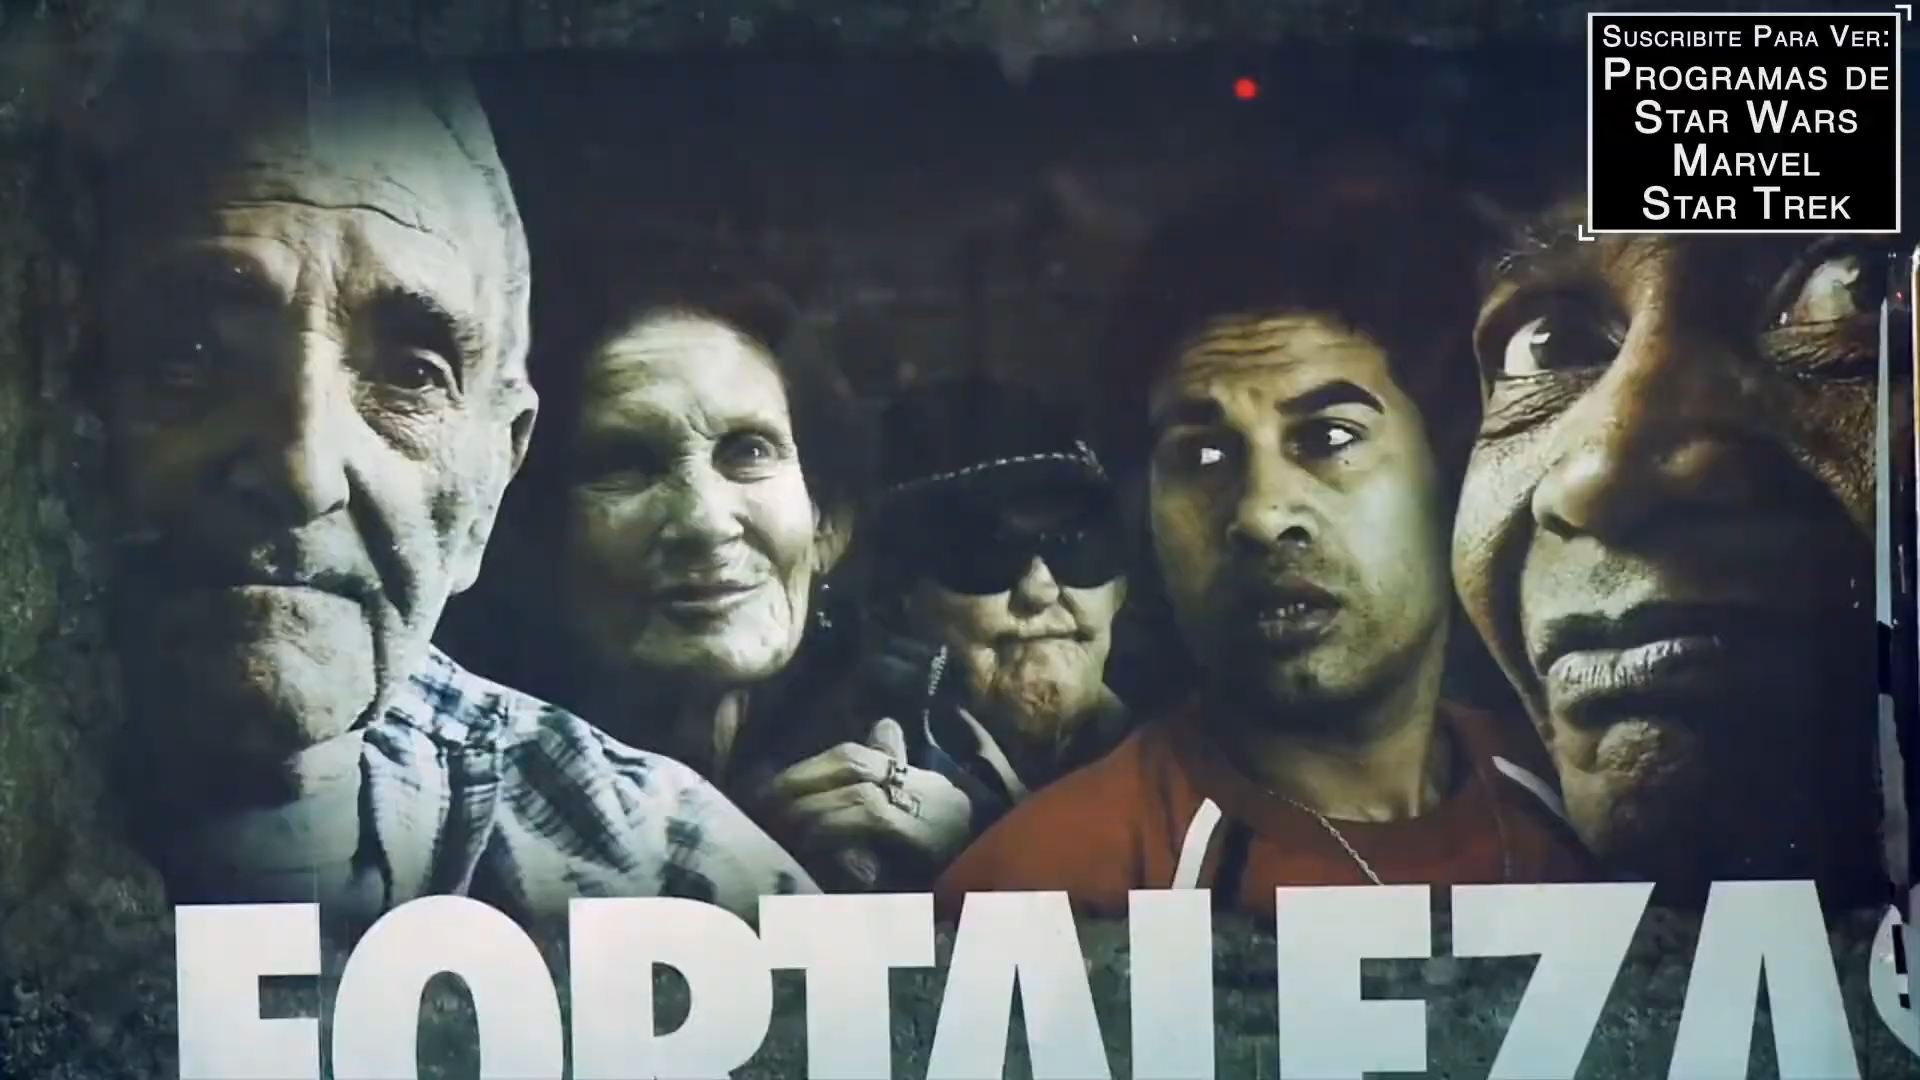 Suscribite Para Ver:
Programas de
Star Wars
Marvel
Star Trek
FORTALEZA